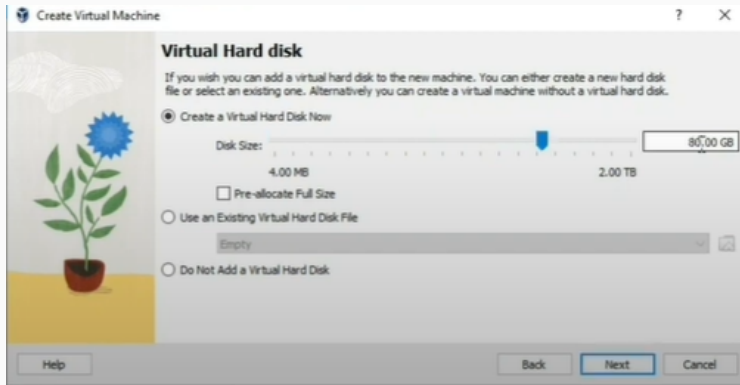 Create Virtual Machine
Virtual Hard disk
If you wish you can add a virtual hard disk to the new machine. You can either create a new hard disk
file or select an existing one. Alternatively you can create a virtual machine without a virtual hard disk.
Create a Virtual Hard Disk Now
Disk Size: 80,00 GB
4.00 MB 2.00 TB
Pre-allocate Full Size
Use an Existing Virtual Hard Disk File
Empty
Do Not Add a Virtual Hard Disk
Help Back Next Cancel